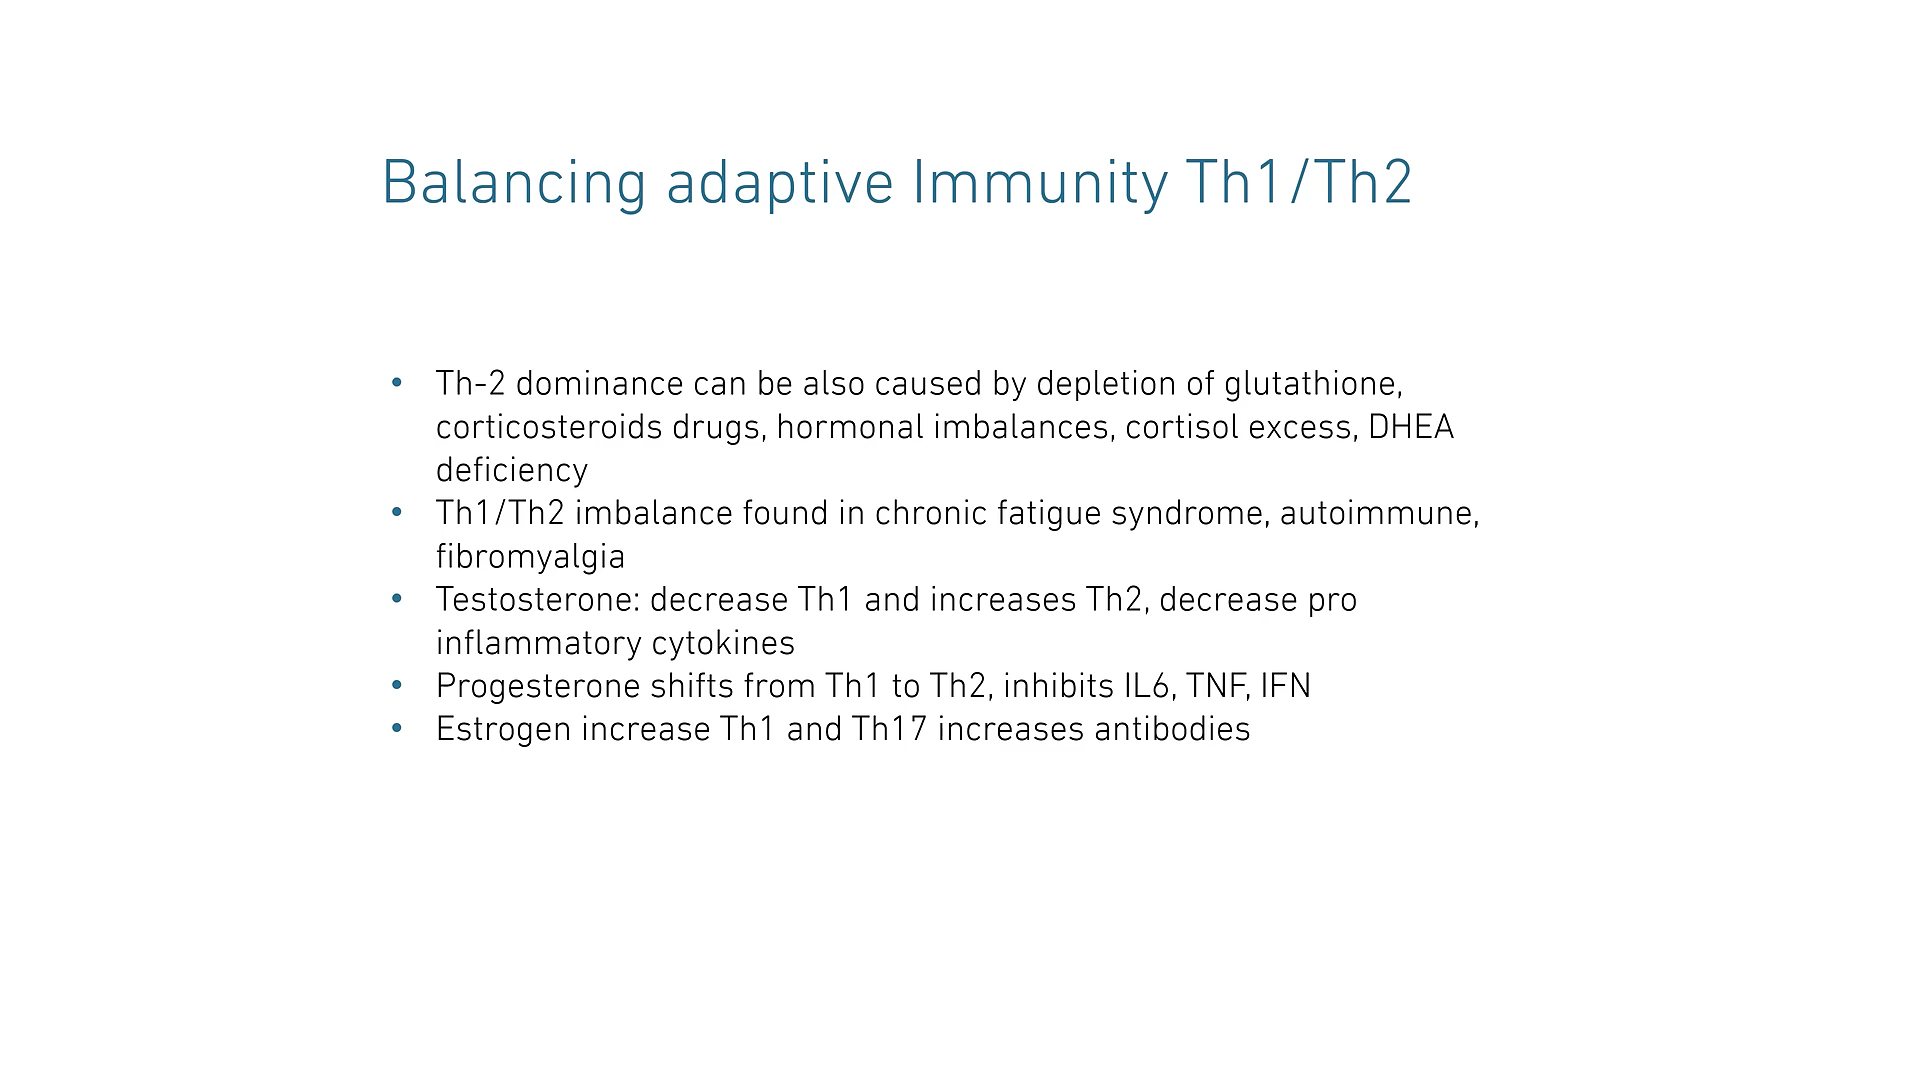 Balancing adaptive Immunity Th1/Th2
• Th-2 dominance can be also caused by depletion of glutathione,
corticosteroids drugs, hormonal imbalances, cortisol excess, DHEA
deficiency
• Th1/Th2 imbalance found in chronic fatigue syndrome, autoimmune,
fibromyalgia
• Testosterone: decrease Th1 and increases Th2, decrease pro
inflammatory cytokines
• Progesterone shifts from Th1 to Th2, inhibits IL6, TNF, IFN
• Estrogen increase Th1 and Th17 increases antibodies